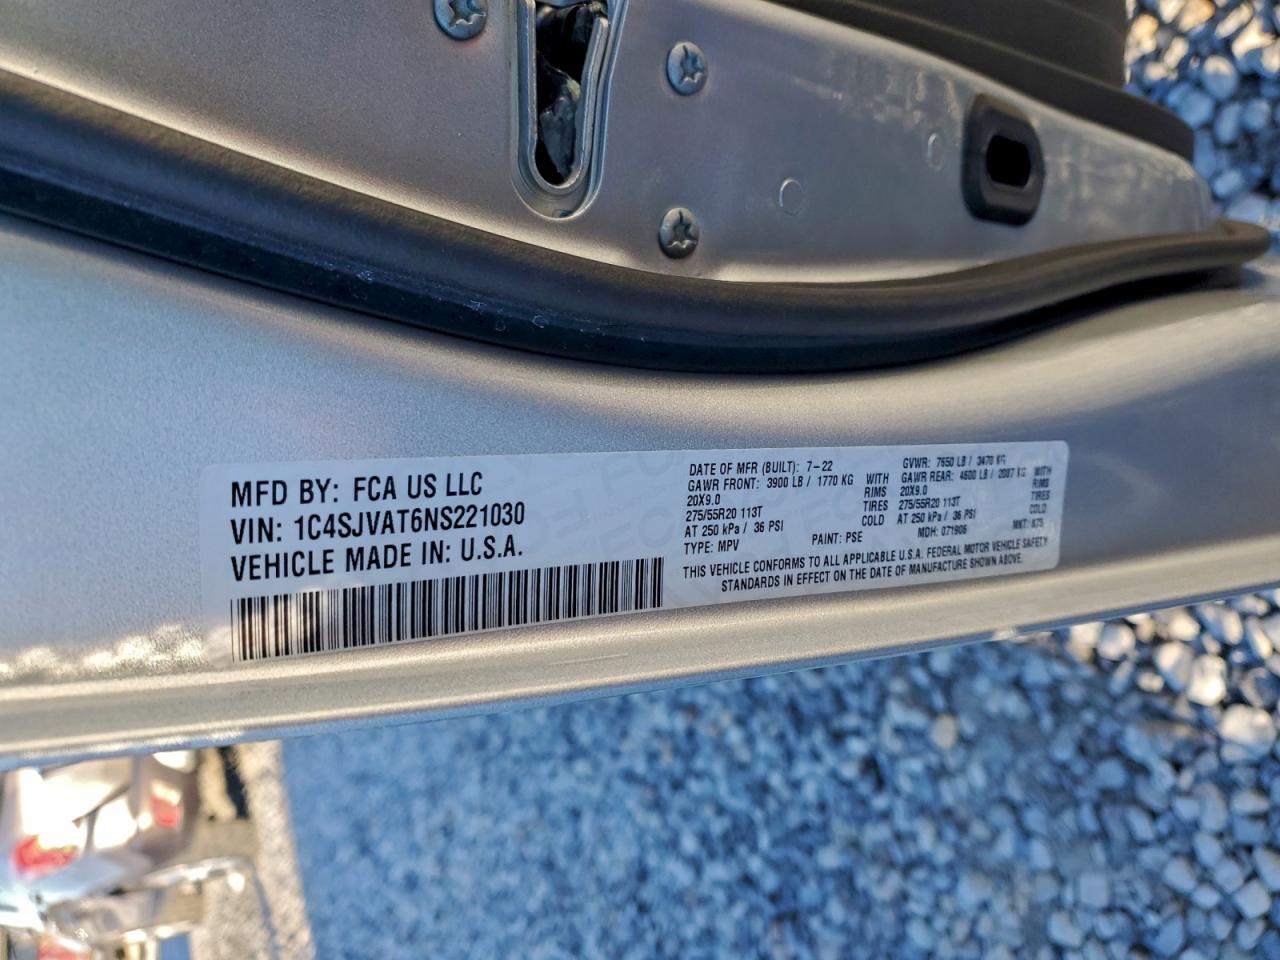 MFD BY: FCA US LLC
VIN: 1C4SJVAT6NS221030
VEHICLE MADE IN: U.S.A.
DATE OF MFR (BUILT): 7-22
GVWR: 7650 LB / 3470 KG
GAWR FRONT: 3900 LB / 1770 KG WITH
GAWR REAR: 4600 LB / 2087 KG WITH
20X9.0 RIMS
20X9.0 RIMS
275/55R20 113T TIRES
275/55R20 113T TIRES
AT 250 kPa / 36 PSI COLD
AT 250 kPa / 36 PSI COLD
TYPE: MPV PAINT: PSE MDH: 071906 MKT: 875
THIS VEHICLE CONFORMS TO ALL APPLICABLE U.S.A. FEDERAL MOTOR VEHICLE SAFETY
STANDARDS IN EFFECT ON THE DATE OF MANUFACTURE SHOWN ABOVE.